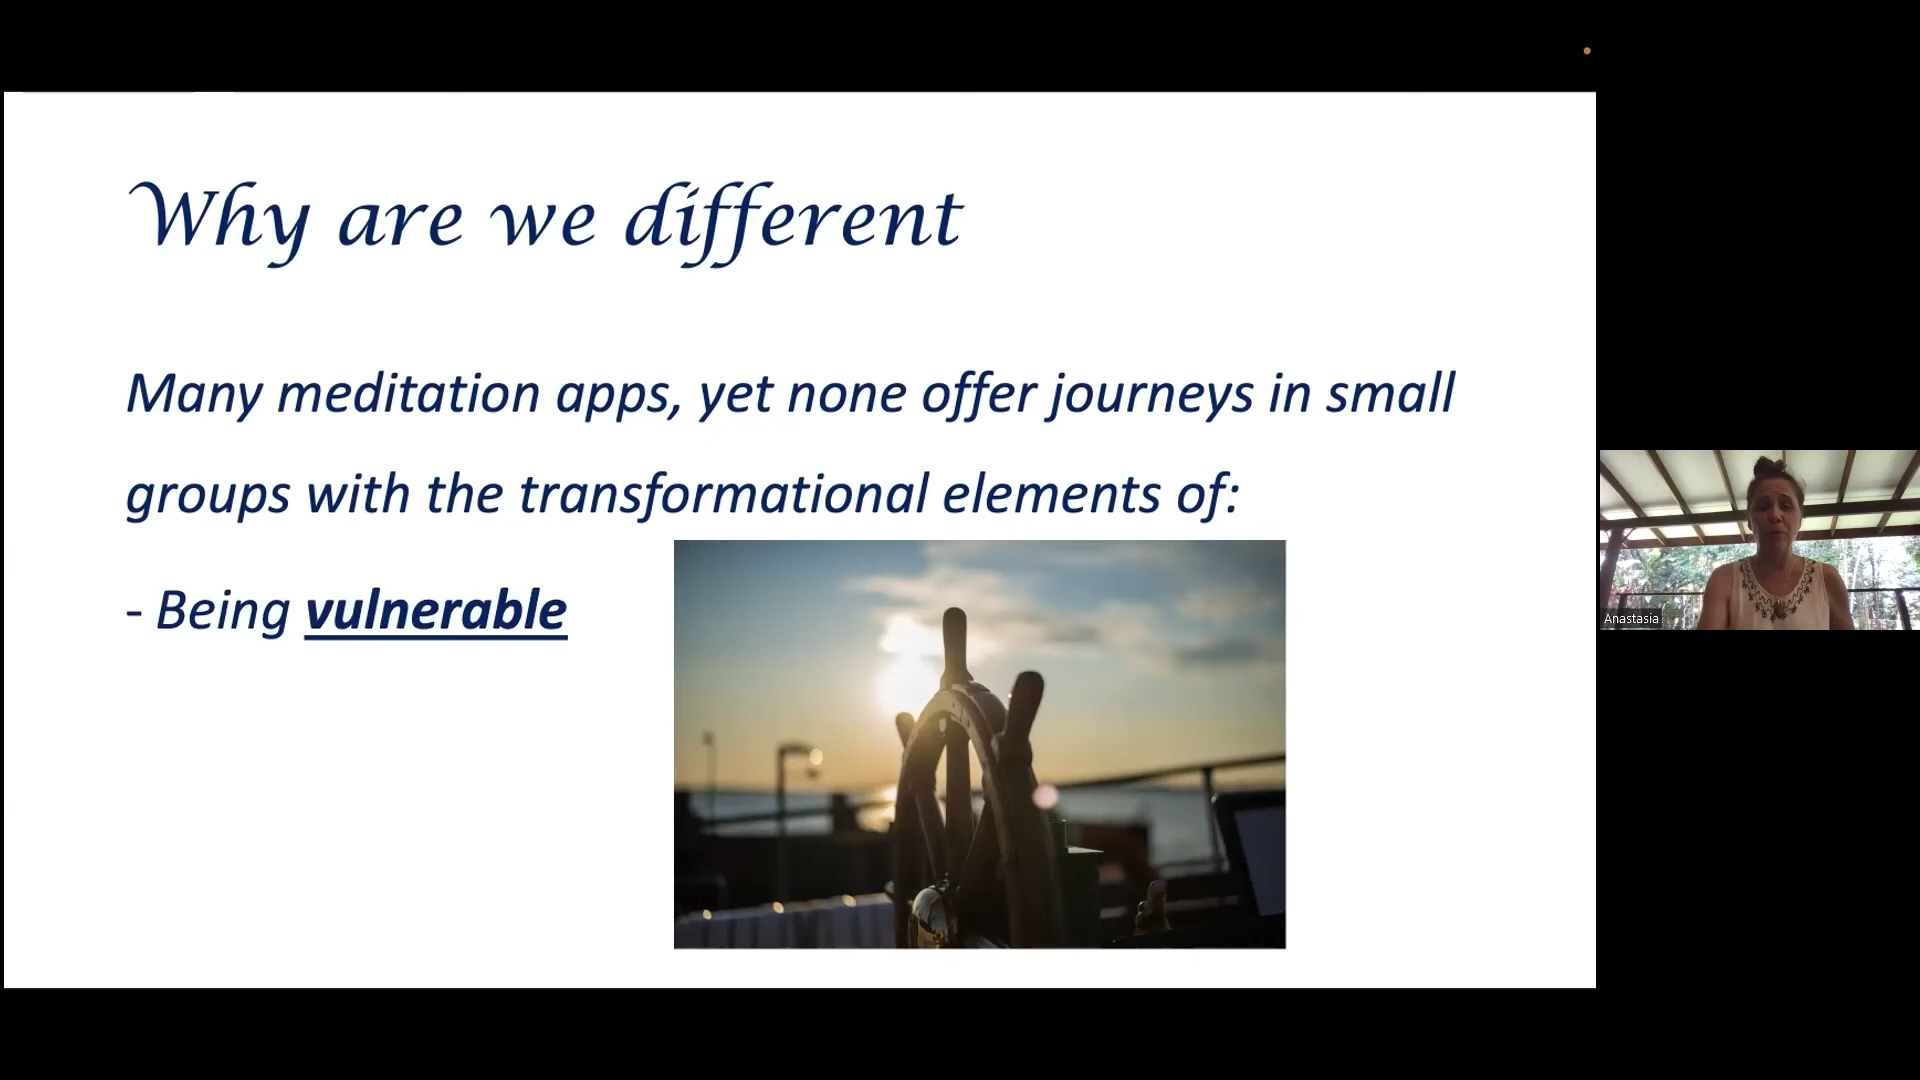 Why are we different
Many meditation apps, yet none offer journeys in small
groups with the transformational elements of:
- Being vulnerable
Anastasia